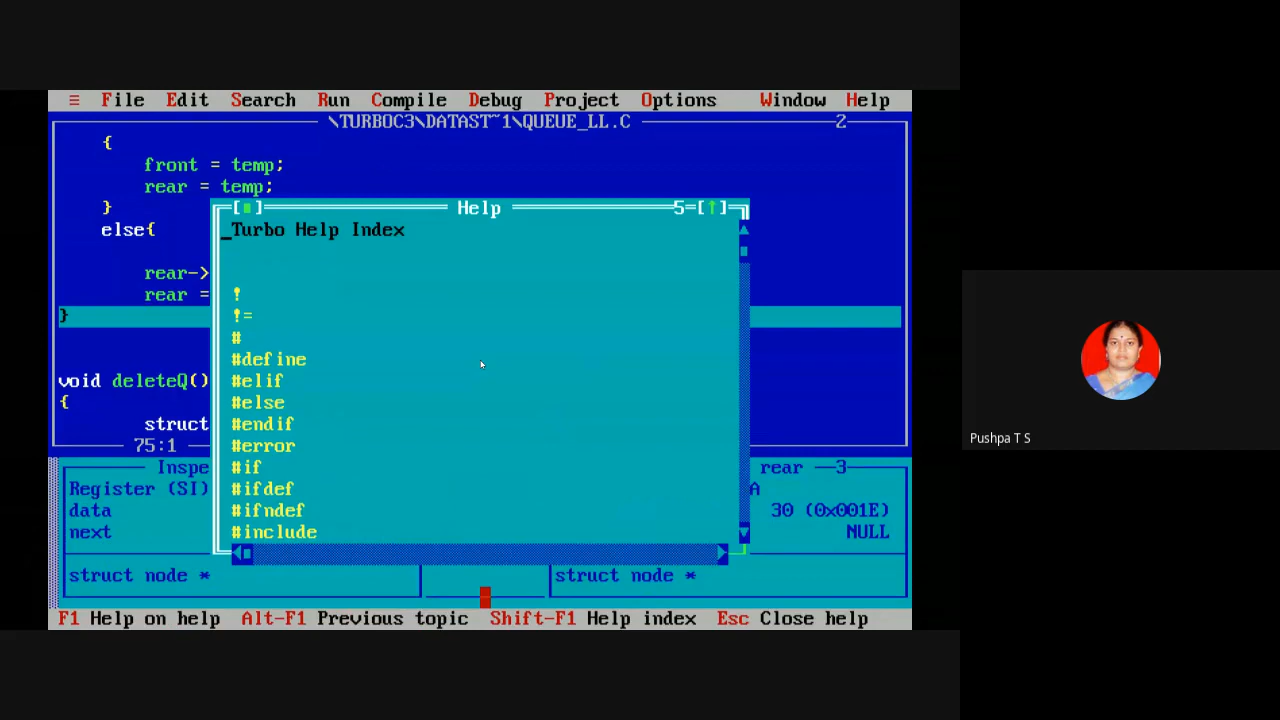 ≡ File Edit Search Run Compile Debug Project Options Window Help
\TURBOC3\DATAST~1\QUEUE_LL.C 2
{
front = temp;
rear = temp;
}
else{
rear->
rear =
}
void deleteQ()
{
struct
75:1
[■] Help 5=[↑]
_Turbo Help Index
!
!=
#
#define
#elif
#else
#endif
#error
#if
#ifdef
#ifndef
#include
Inspe
Register (SI)
data
next
struct node *
rear 3
A
30 (0x001E)
NULL
struct node *
F1 Help on help Alt-F1 Previous topic Shift-F1 Help index Esc Close help
Pushpa T S